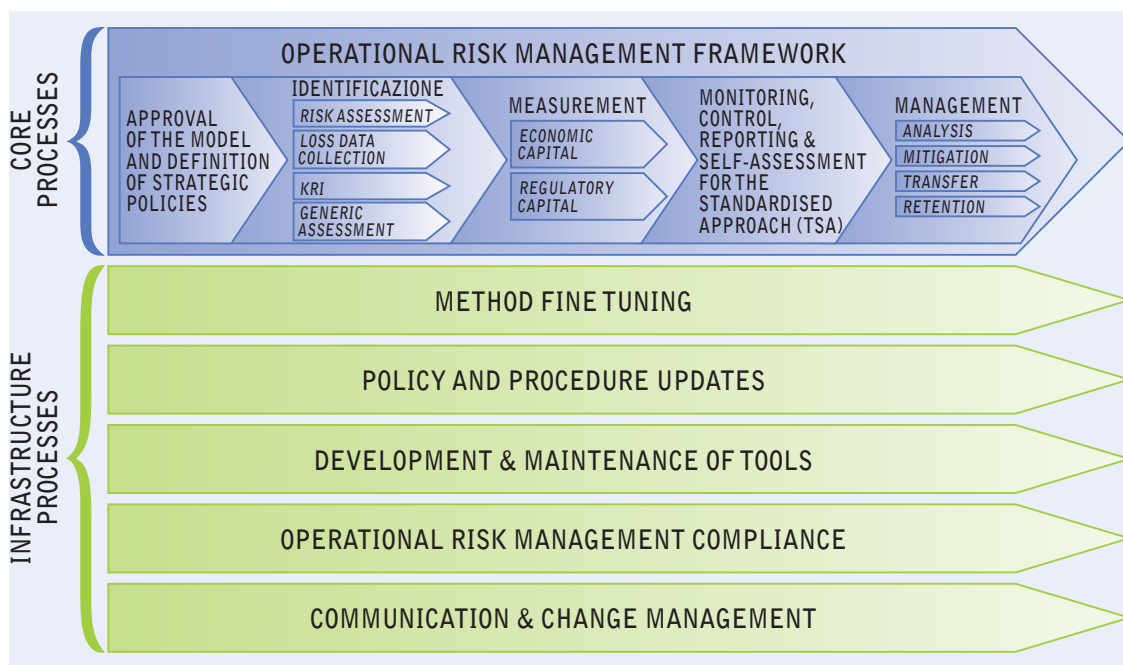 CORE
PROCESSES
OPERATIONAL RISK MANAGEMENT FRAMEWORK
APPROVAL
OF THE MODEL
AND DEFINITION
OF STRATEGIC
POLICIES
IDENTIFICAZIONE
RISK ASSESSMENT
LOSS DATA
COLLECTION
KRI
GENERIC
ASSESSMENT
MEASUREMENT
ECONOMIC
CAPITAL
REGULATORY
CAPITAL
MONITORING,
CONTROL,
REPORTING &
SELF-ASSESSMENT
FOR THE
STANDARDISED
APPROACH (TSA)
MANAGEMENT
ANALYSIS
MITIGATION
TRANSFER
RETENTION
INFRASTRUCTURE
PROCESSES
METHOD FINE TUNING
POLICY AND PROCEDURE UPDATES
DEVELOPMENT & MAINTENANCE OF TOOLS
OPERATIONAL RISK MANAGEMENT COMPLIANCE
COMMUNICATION & CHANGE MANAGEMENT